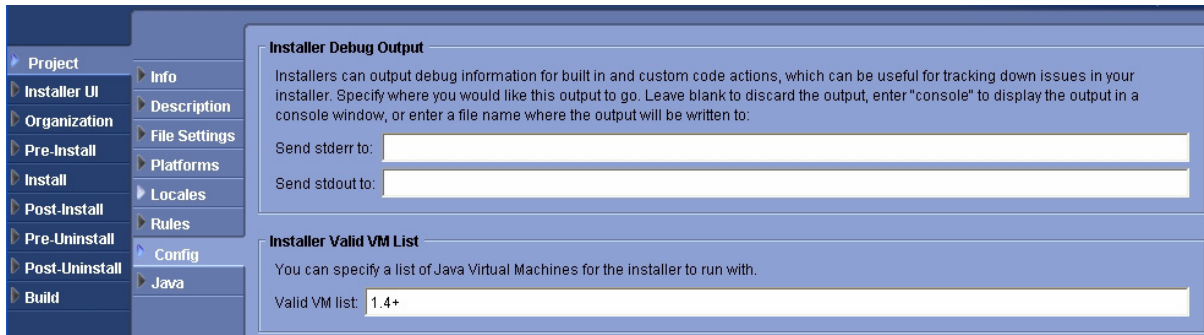 Project
Installer UI
Organization
Pre-Install
Install
Post-Install
Pre-Uninstall
Post-Uninstall
Build
Info
Description
File Settings
Platforms
Locales
Rules
Config
Java
Installer Debug Output
Installers can output debug information for built in and custom code actions, which can be useful for tracking down issues in your
installer. Specify where you would like this output to go. Leave blank to discard the output, enter "console" to display the output in a
console window, or enter a file name where the output will be written to:
Send stderr to:
Send stdout to:
Installer Valid VM List
You can specify a list of Java Virtual Machines for the installer to run with.
Valid VM list: 1.4+